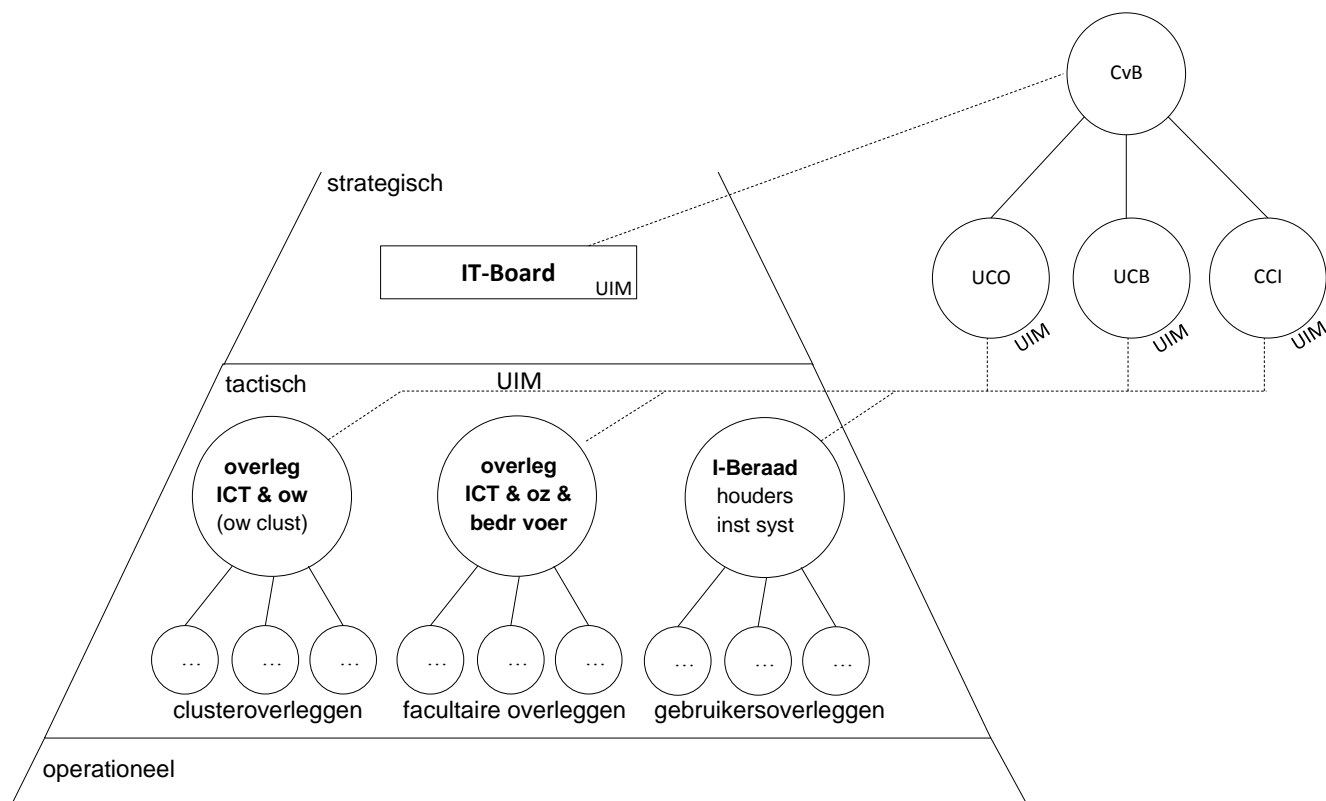 CvB
strategisch
IT-Board
UIM
UCO
UCB
CCI
UIM
UIM
UIM
tactisch
UIM
overleg
ICT & ow
(ow clust)
overleg
ICT & oz &
bedr voer
I-Beraad
houders
inst syst
... ... ... ... ... ... ... ... ...
clusteroverleggen
facultaire overleggen
gebruikersoverleggen
operationeel